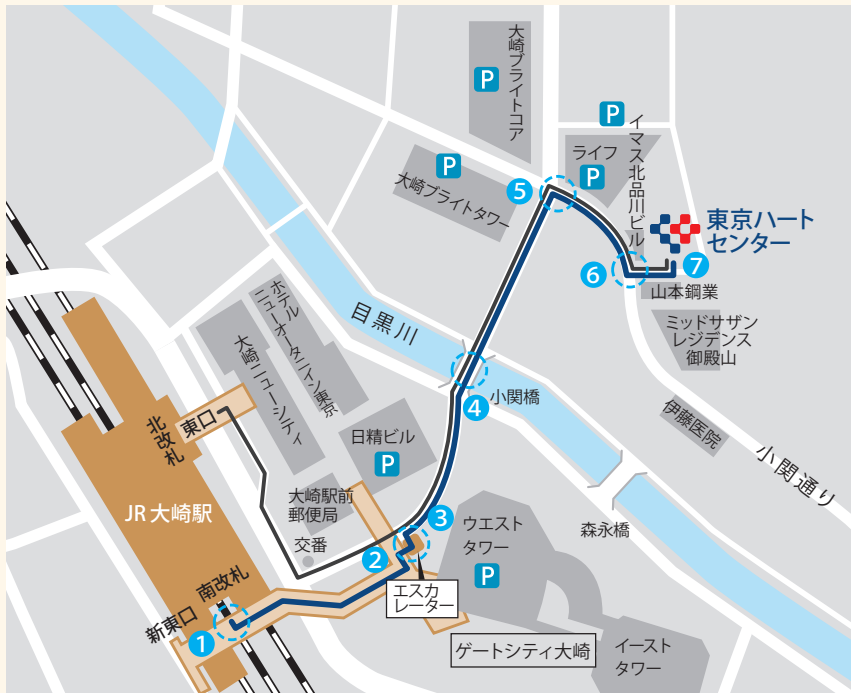 大崎ブライトコア
P
P
イマス北品川ビル
ライフ
P
P
大崎ブライトタワー
5
東京ハート
センター
6
7
山本鋼業
ミッドサザン
レジデンス
御殿山
目黒川
ホテル
ニューオータニイン東京
大崎ニューシティ
小関橋
4
伊藤医院
小関通り
東口
北改札
日精ビル
P
JR 大崎駅
大崎駅前
郵便局
交番
3
2
ウエスト
タワー
P
森永橋
エスカ
レーター
南改札
新東口
1
ゲートシティ大崎
イースト
タワー